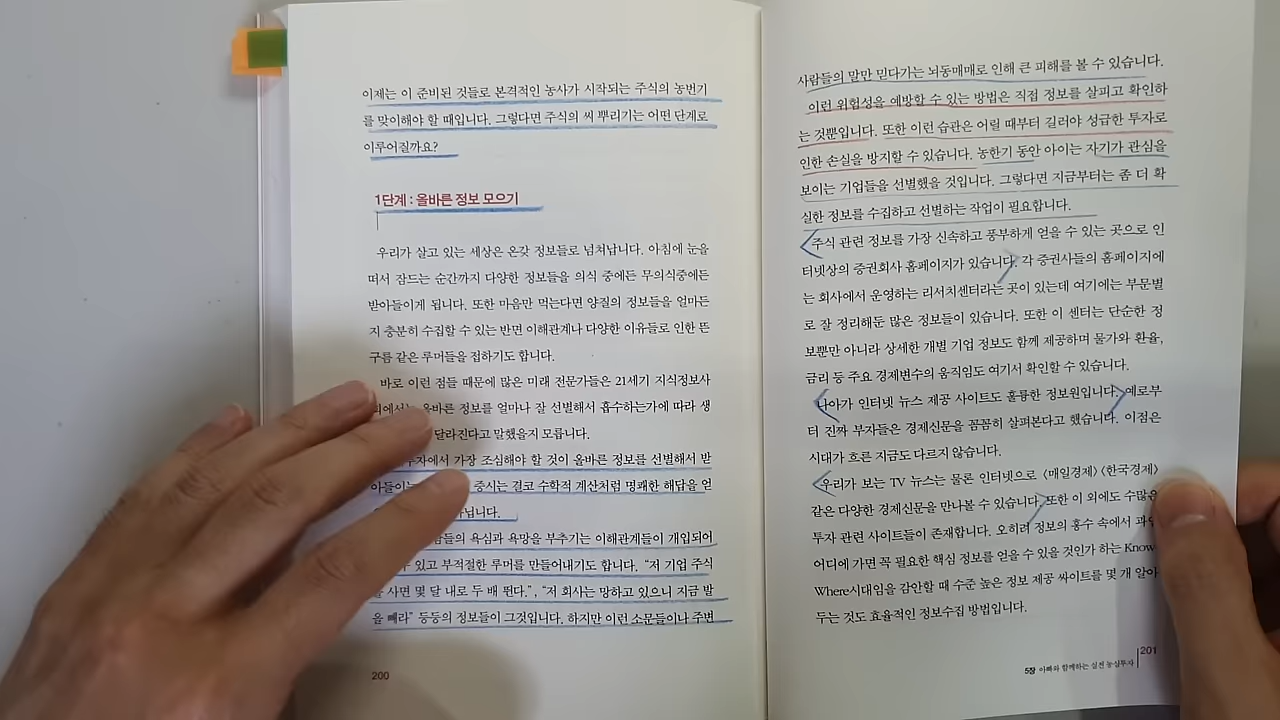 이제는 이 준비된 것들로 본격적인 농사가 시작되는 주식의 농번기
를 맞이해야 할 때입니다. 그렇다면 주식의 씨 뿌리기는 어떤 단계로
이루어질까요?
1단계 : 올바른 정보 모으기
우리가 살고 있는 세상은 온갖 정보들로 넘쳐납니다. 아침에 눈을
떠서 잠드는 순간까지 다양한 정보들을 의식 중에든 무의식중에든
받아들이게 됩니다. 또한 마음만 먹는다면 양질의 정보들을 얼마든
지 충분히 수집할 수 있는 반면 이해관계나 다양한 이유들로 인한 뜬
구름 같은 루머들을 접하기도 합니다.
바로 이런 점들 때문에 많은 미래 전문가들은 21세기 지식정보사
회에서는 올바른 정보를 얼마나 잘 선별해서 흡수하는가에 따라 생
달라진다고 말했을지 모릅니다.
투자에서 가장 조심해야 할 것이 올바른 정보를 선별해서 받
아들이는 증시는 결코 수학적 계산처럼 명쾌한 해답을 얻
아닙니다.
사람들의 욕심과 욕망을 부추기는 이해관계들이 개입되어
있고 부적절한 루머를 만들어내기도 합니다. “저 기업 주식
을 사면 몇 달 내로 두 배 뛴다.”, “저 회사는 망하고 있으니 지금 발
을 빼라” 등등의 정보들이 그것입니다. 하지만 이런 소문들이나 주변
200
사람들의 말만 믿다가는 뇌동매매로 인해 큰 피해를 볼 수 있습니다.
이런 위험성을 예방할 수 있는 방법은 직접 정보를 살피고 확인하
는 것뿐입니다. 또한 이런 습관은 어릴 때부터 길러야 성급한 투자로
인한 손실을 방지할 수 있습니다. 농한기 동안 아이는 자기가 관심을
보이는 기업들을 선별했을 것입니다. 그렇다면 지금부터는 좀 더 확
실한 정보를 수집하고 선별하는 작업이 필요합니다.
주식 관련 정보를 가장 신속하고 풍부하게 얻을 수 있는 곳으로 인
터넷상의 증권회사 홈페이지가 있습니다. 각 증권사들의 홈페이지에
는 회사에서 운영하는 리서치센터라는 곳이 있는데 여기에는 부문별
로 잘 정리해둔 많은 정보들이 있습니다. 또한 이 센터는 단순한 정
보뿐만 아니라 상세한 개별 기업 정보도 함께 제공하며 물가와 환율,
금리 등 주요 경제변수의 움직임도 여기서 확인할 수 있습니다.
나아가 인터넷 뉴스 제공 사이트도 훌륭한 정보원입니다. 예로부
터 진짜 부자들은 경제신문을 꼼꼼히 살펴본다고 했습니다. 이점은
시대가 흐른 지금도 다르지 않습니다.
우리가 보는 TV 뉴스는 물론 인터넷으로 〈매일경제〉 〈한국경제〉
같은 다양한 경제신문을 만나볼 수 있습니다. 또한 이 외에도 수많은
투자 관련 사이트들이 존재합니다. 오히려 정보의 홍수 속에서 과연
어디에 가면 꼭 필요한 핵심 정보를 얻을 수 있을 것인가 하는 Know-
Where시대임을 감안할 때 수준 높은 정보 제공 싸이트를 몇 개 알아
두는 것도 효율적인 정보수집 방법입니다.
5장 아빠와 함께하는 실전 농심투자 201